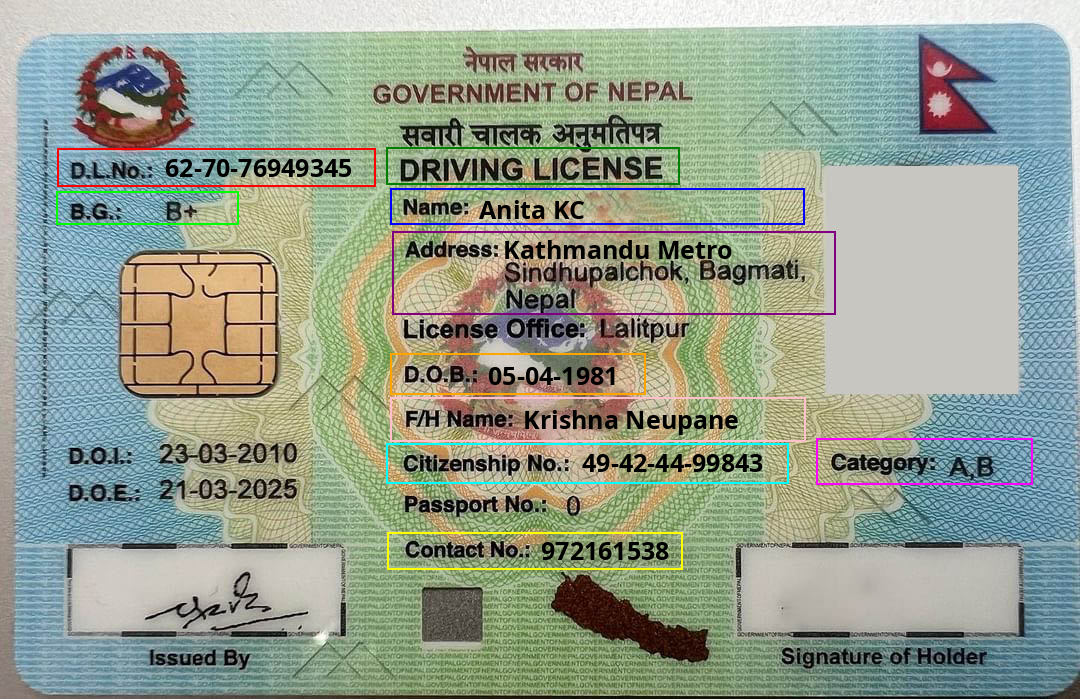 नेपाल सरकार
GOVERNMENT OF NEPAL
सवारी चालक अनुमतिपत्र
DRIVING LICENSE
D.L.No.: 62-70-76949345
B.G.: B+
Name: Anita KC
Address: Kathmandu Metro
Sindhupalchok, Bagmati,
Nepal
License Office: Lalitpur
D.O.B.: 05-04-1981
F/H Name: Krishna Neupane
D.O.I.: 23-03-2010
Citizenship No.: 49-42-44-99843
Category: A,B
D.O.E.: 21-03-2025
Passport No.: 0
Contact No.: 972161538
Issued By
Signature of Holder